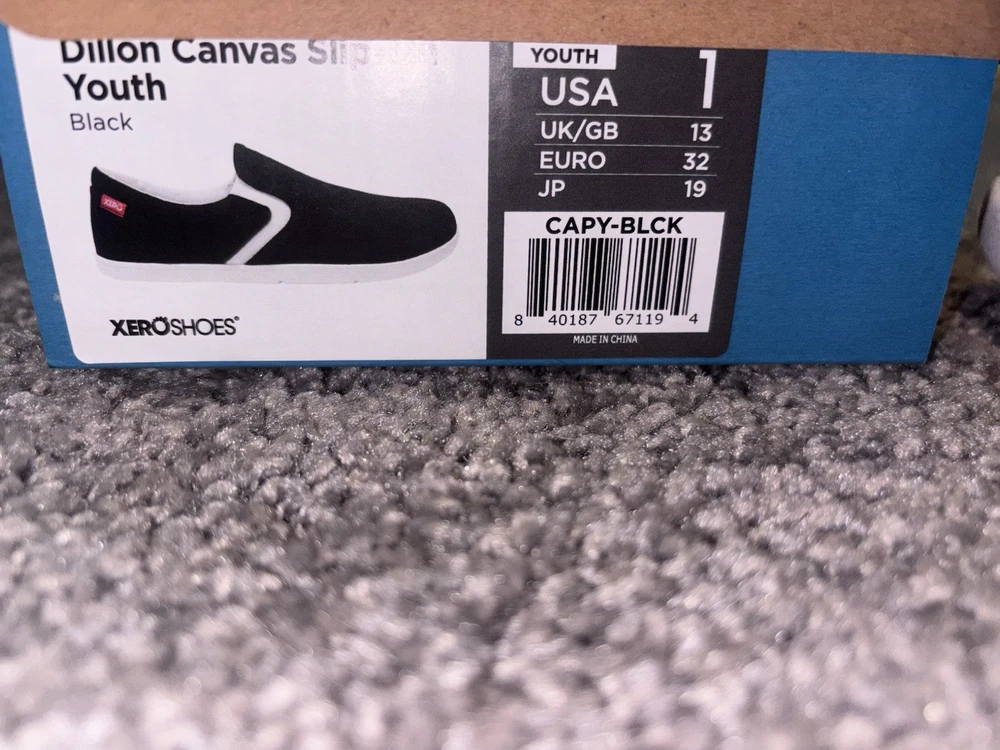 Dillon Canvas Slip
Youth
Black
XERO
XEROSHOES®
YOUTH
USA 1
UK/GB 13
EURO 32
JP 19
CAPY-BLCK
8 40187 67119 4
MADE IN CHINA